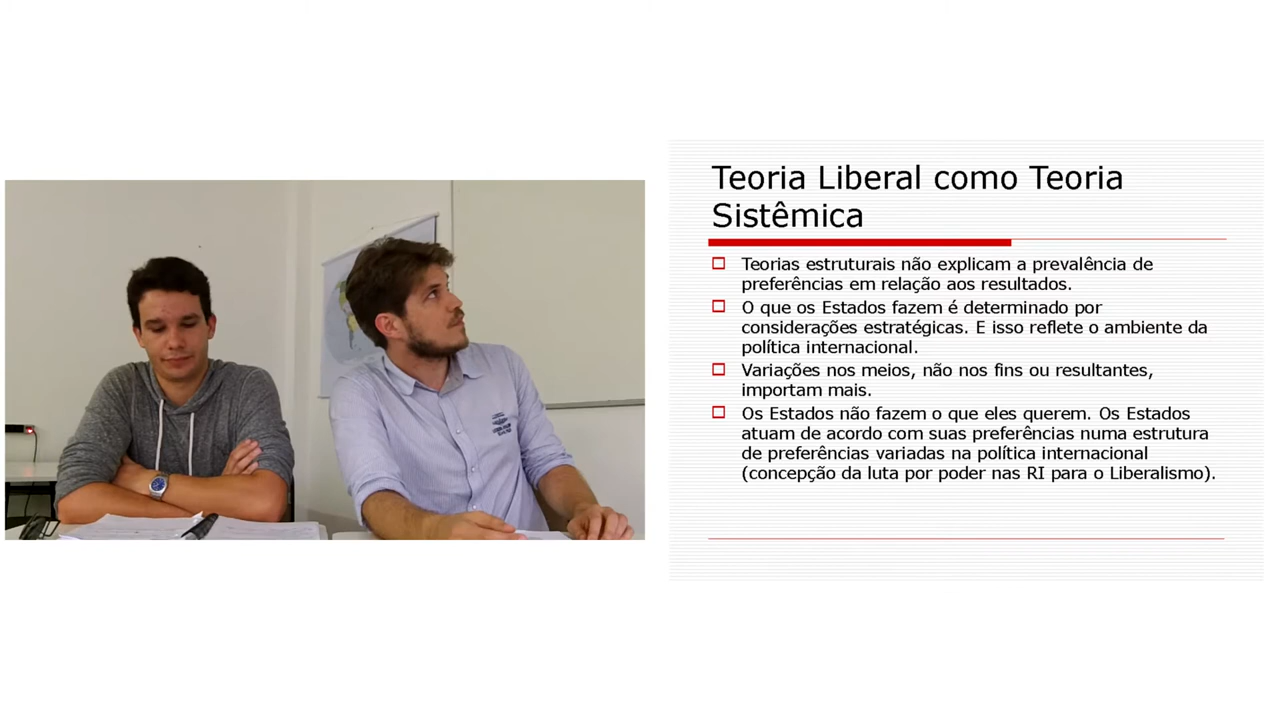 Teoria Liberal como Teoria
Sistêmica
Teorias estruturais não explicam a prevalência de
preferências em relação aos resultados.
O que os Estados fazem é determinado por
considerações estratégicas. E isso reflete o ambiente da
política internacional.
Variações nos meios, não nos fins ou resultantes,
importam mais.
Os Estados não fazem o que eles querem. Os Estados
atuam de acordo com suas preferências numa estrutura
de preferências variadas na política internacional
(concepção da luta por poder nas RI para o Liberalismo).